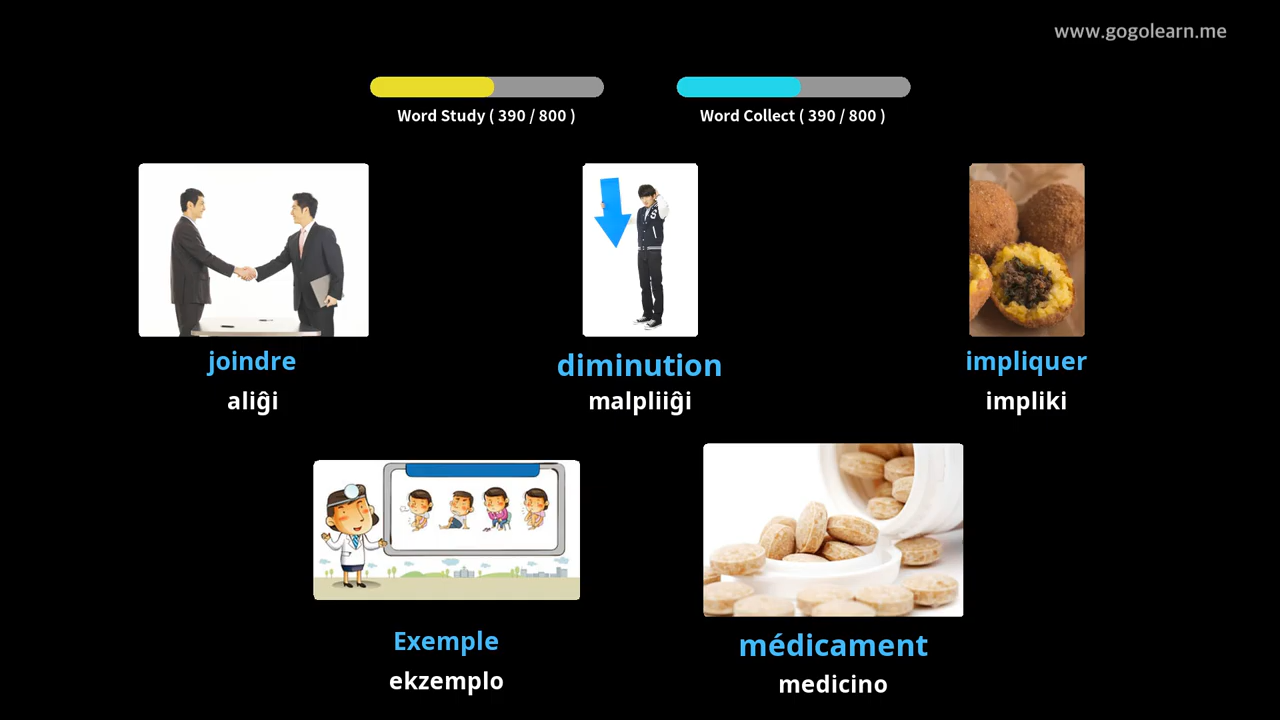 www.gogolearn.me
Word Study ( 390 / 800 )
Word Collect ( 390 / 800 )
joindre
aliĝi
diminution
malpliiĝi
impliquer
impliki
Exemple
ekzemplo
médicament
medicino